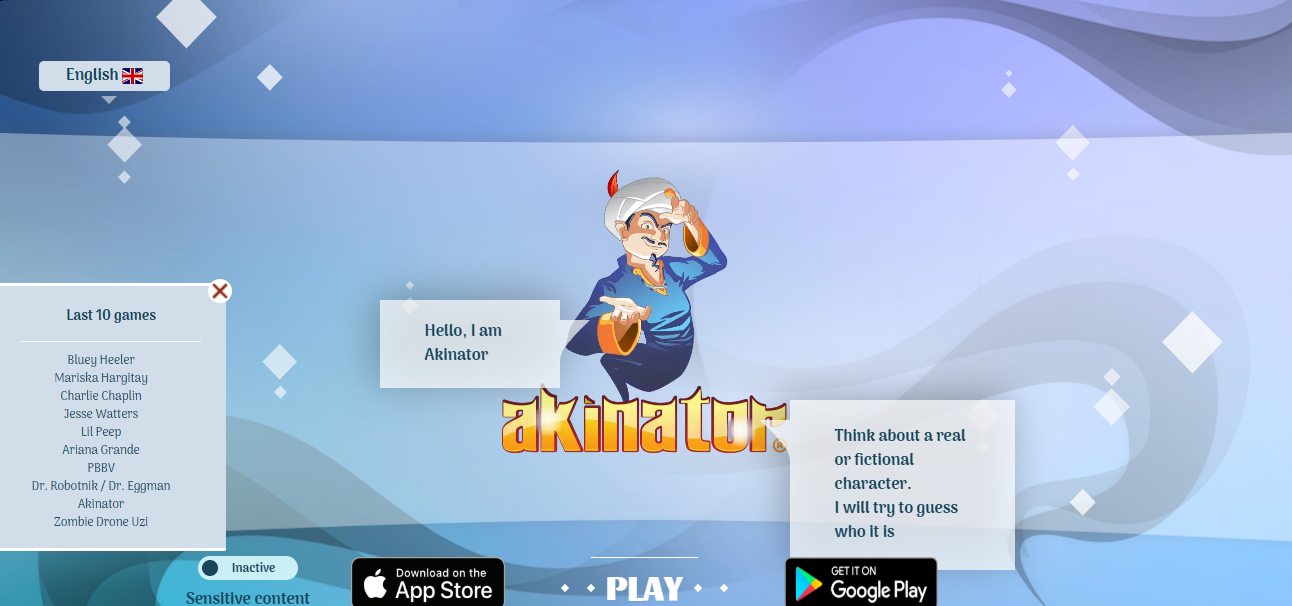 English
Hello, I am
Akinator
akinator®
Last 10 games
Bluey Heeler
Mariska Hargitay
Charlie Chaplin
Jesse Watters
Lil Peep
Ariana Grande
PBBV
Dr. Robotnik / Dr. Eggman
Akinator
Zombie Drone Uzi
Think about a real
or fictional
character.
I will try to guess
who it is
Inactive
Sensitive content
Download on the
App Store
PLAY
GET IT ON
Google Play